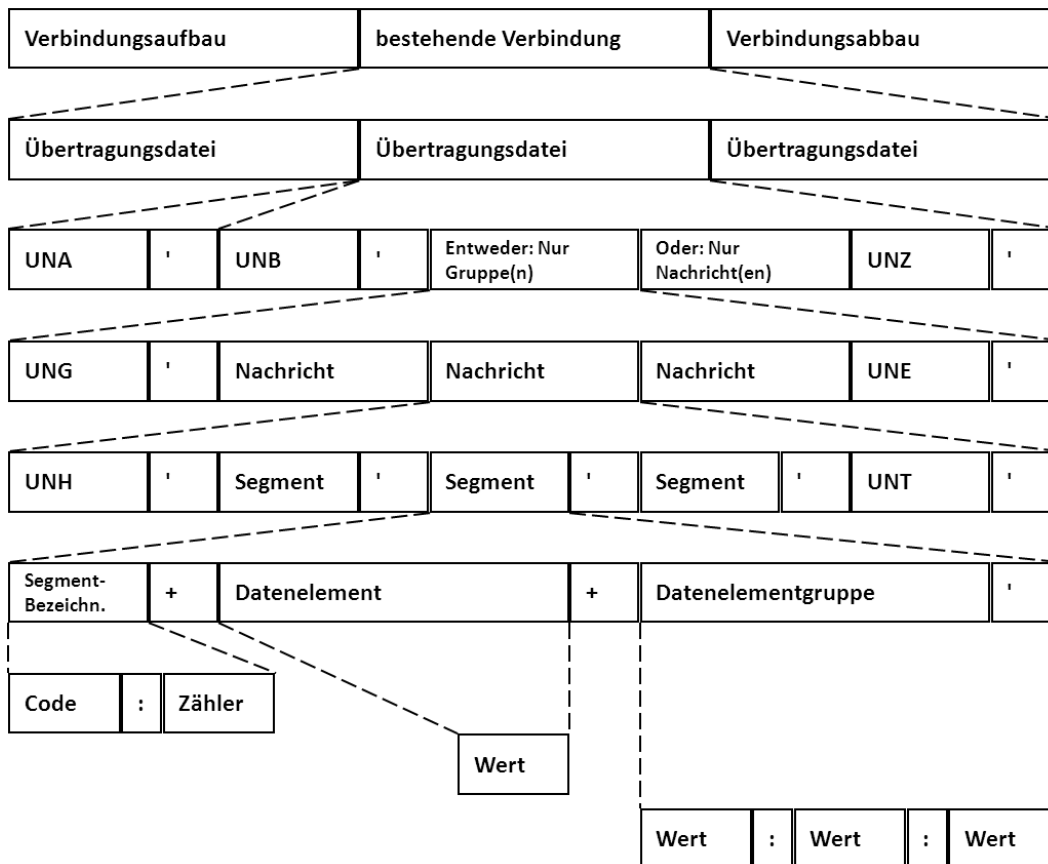 Verbindungsaufbau bestehende Verbindung Verbindungsabbau
Übertragungsdatei Übertragungsdatei Übertragungsdatei
UNA ' UNB ' Entweder: Nur Gruppe(n) Oder: Nur Nachricht(en) UNZ '
UNG ' Nachricht Nachricht Nachricht UNE '
UNH ' Segment ' Segment ' Segment ' UNT '
Segment-
Bezeichn. + Datenelement + Datenelementgruppe '
Code : Zähler
Wert
Wert : Wert : Wert